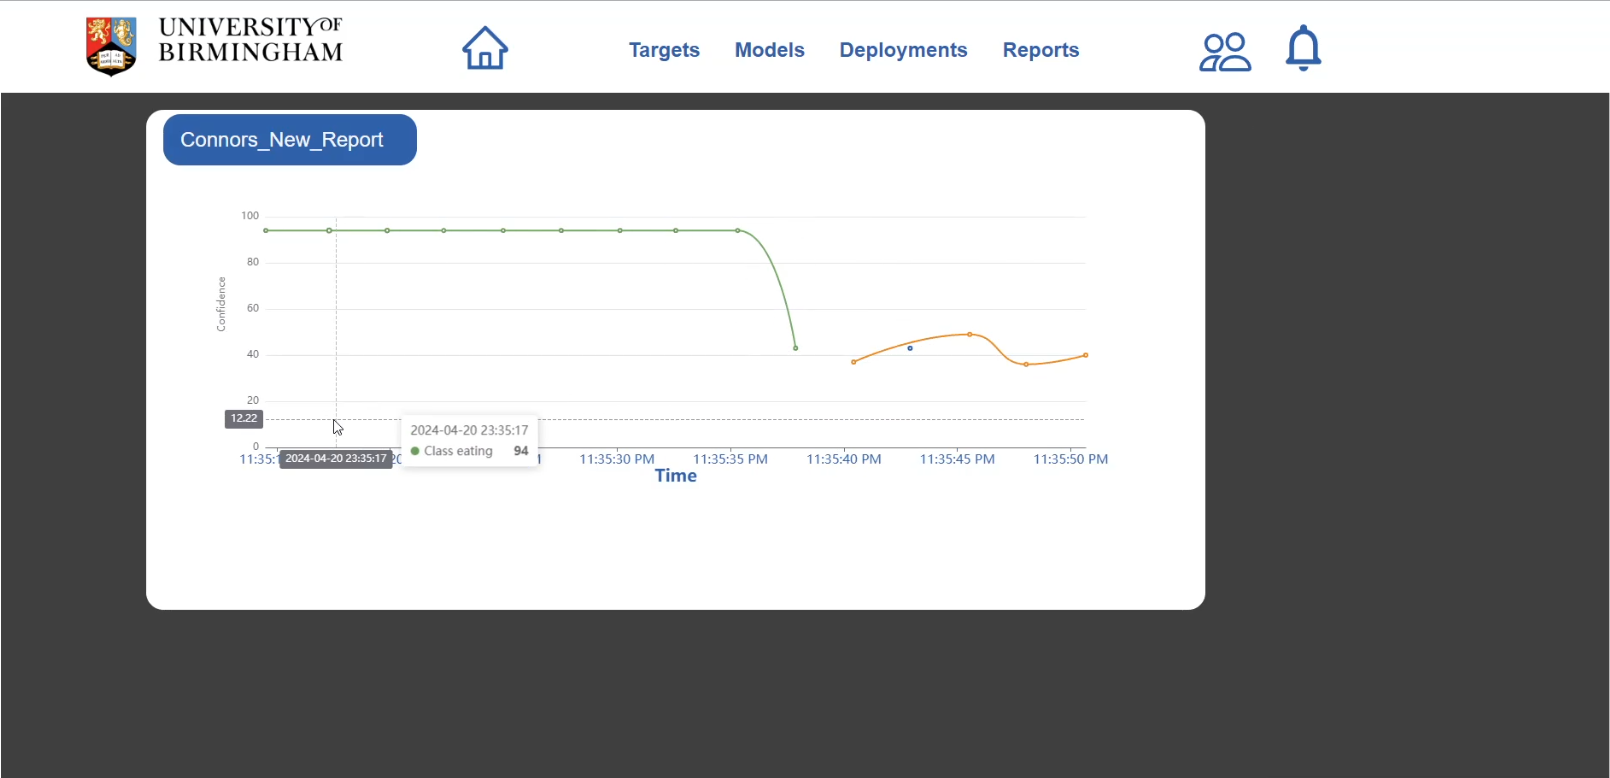 UNIVERSITY OF
BIRMINGHAM
Targets Models Deployments Reports
Connors_New_Report
100
80
60
40
20
0
Confidence
12.22
2024-04-20 23:35:17
Class eating 94
11:35:1 2024-04-20 23:35:17 11:35:30 PM 11:35:35 PM 11:35:40 PM 11:35:45 PM 11:35:50 PM
Time